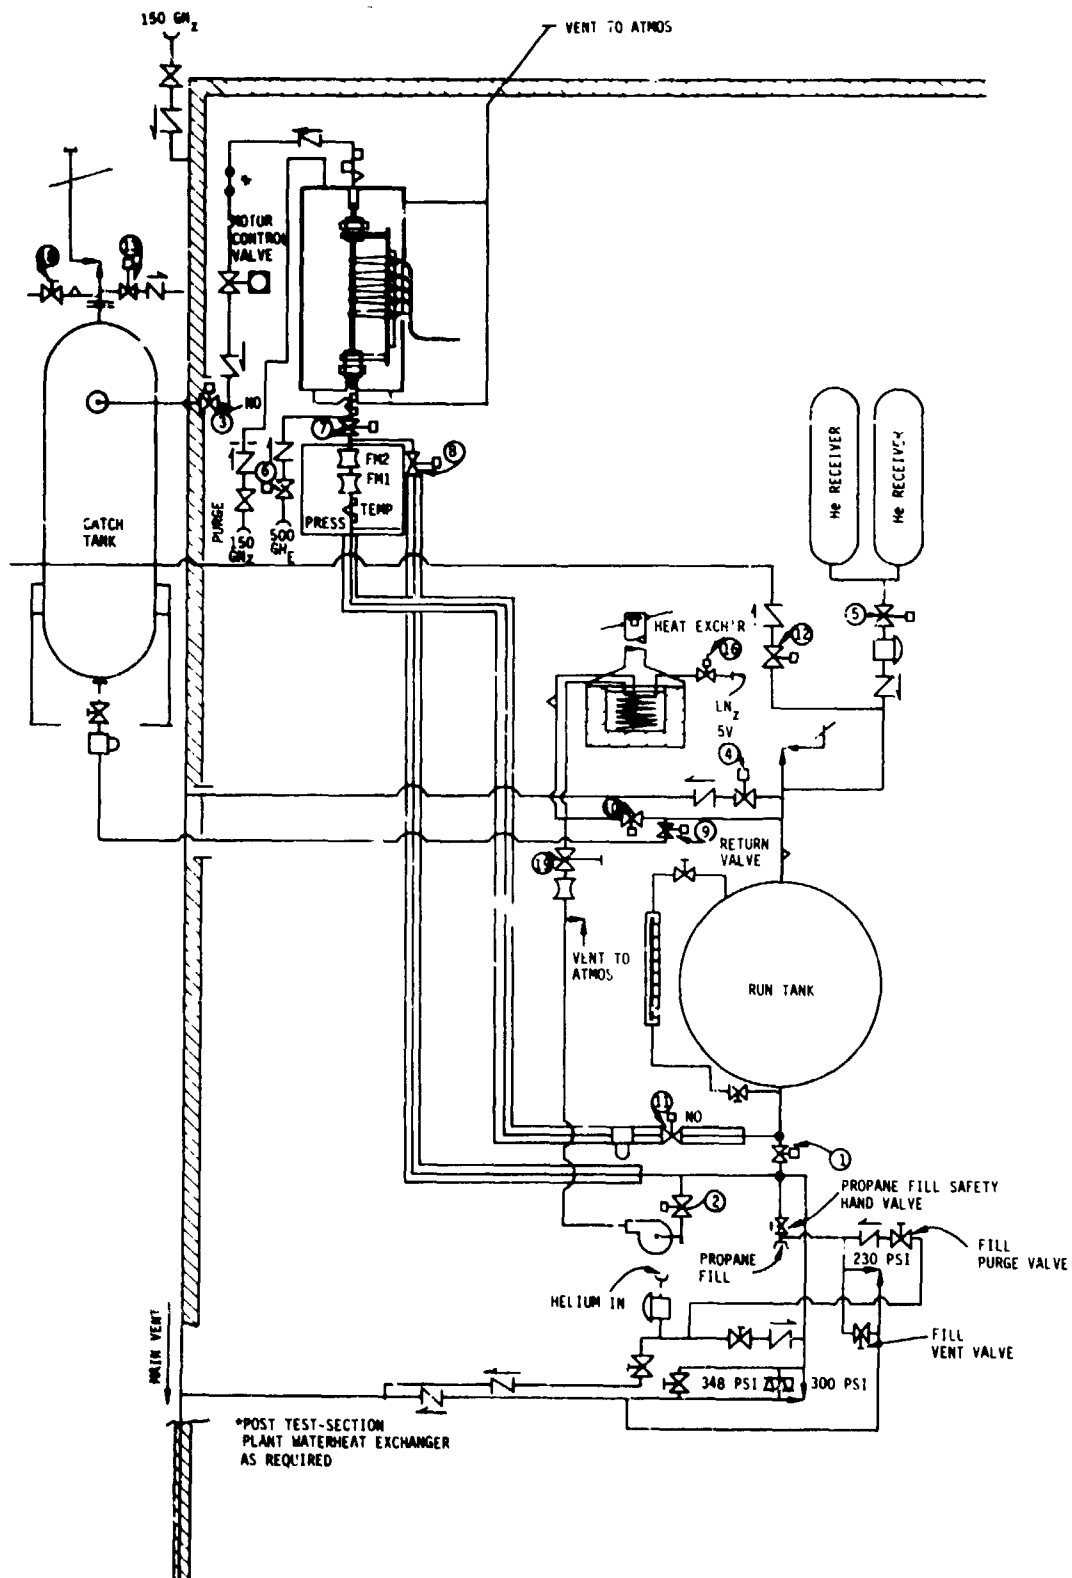 150 GN2
VENT TO ATMOS
*
MOTOR
CONTROL
VALVE
13
NO
3
7
8
6
FM2
FM1
TEMP
PRESS
PURGE
150
GN2
500
GHE
CATCH
TANK
He RECEIVER
He RECEIVER
5
12
HEAT EXCH'R
16
LN2
5V
4
9
RETURN
VALVE
VENT TO
ATMOS
RUN TANK
11
NO
1
2
PROPANE FILL SAFETY
HAND VALVE
PROPANE
FILL
230 PSI
FILL
PURGE VALVE
HELIUM IN
FILL
VENT VALVE
348 PSI
300 PSI
MAIN VENT
*POST TEST-SECTION
PLANT WATERHEAT EXCHANGER
AS REQUIRED